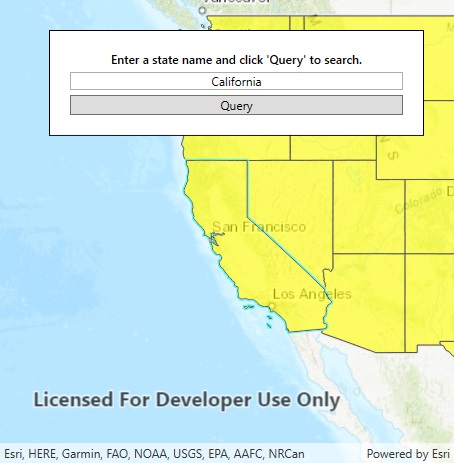 Vancouver
Enter a state name and click 'Query' to search.
California
Query
San Francisco
Los Angeles
Licensed For Developer Use Only
Esri, HERE, Garmin, FAO, NOAA, USGS, EPA, AAFC, NRCan
Powered by Esri